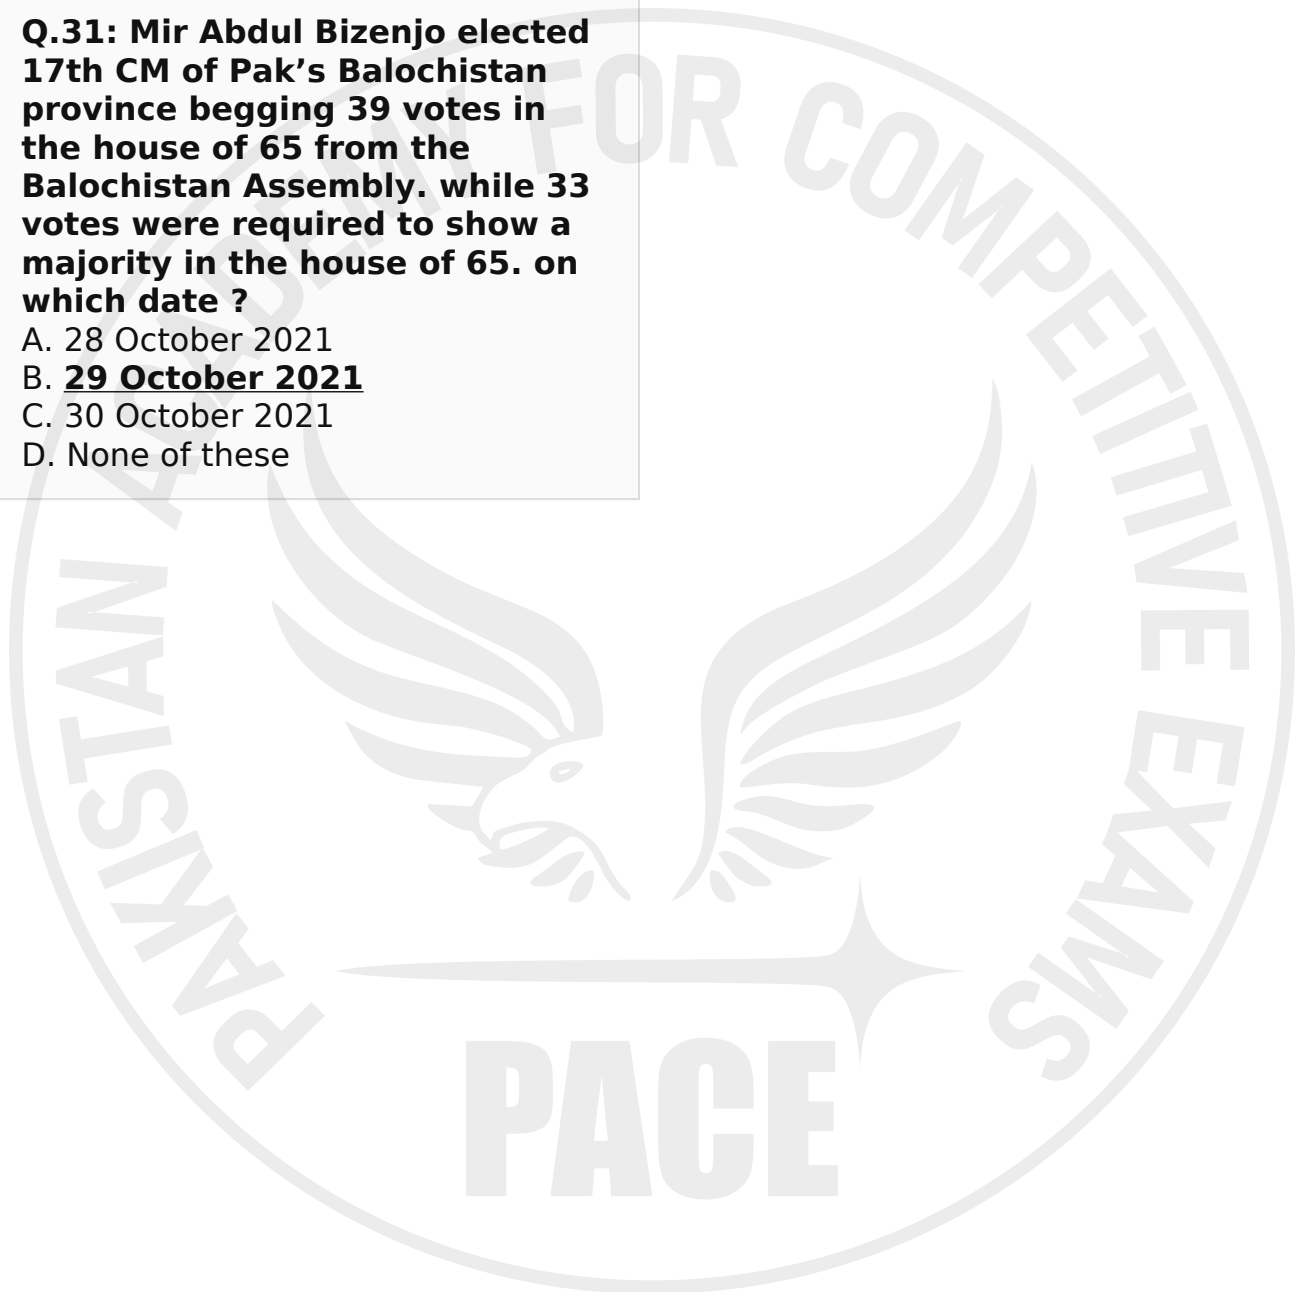 Q.31: Mir Abdul Bizenjo elected
17th CM of Pak’s Balochistan
province begging 39 votes in
the house of 65 from the
Balochistan Assembly. while 33
votes were required to show a
majority in the house of 65. on
which date ?
A. 28 October 2021
B. 29 October 2021
C. 30 October 2021
D. None of these
PAKISTAN ACADEMY FOR COMPETITIVE EXAMS
PACE